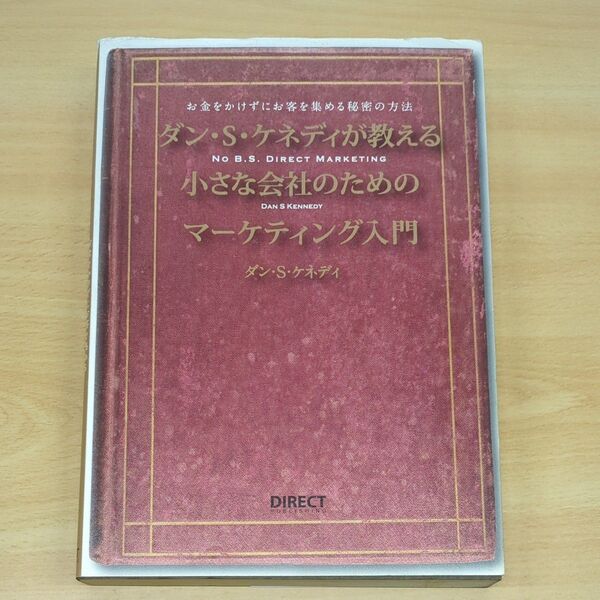 お金をかけずにお客を集める秘密の方法
ダン・S・ケネディが教える
NO B.S. DIRECT MARKETING
小さな会社のための
DAN S KENNEDY
マーケティング入門
ダン・S・ケネディ
DIRECT
PUBLISHING